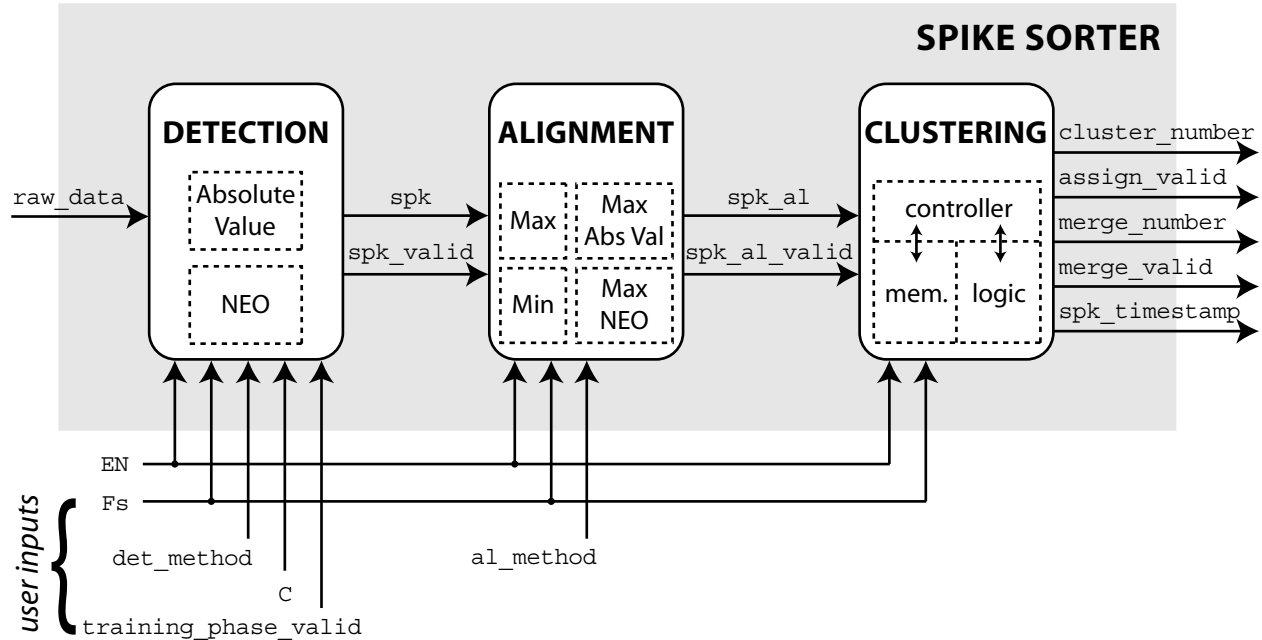 SPIKE SORTER
DETECTION
ALIGNMENT
CLUSTERING
raw_data
Absolute
Value
NEO
spk
spk_valid
Max
Max
Abs Val
Min
Max
NEO
spk_al
spk_al_valid
controller
mem.
logic
cluster_number
assign_valid
merge_number
merge_valid
spk_timestamp
EN
Fs
user inputs
det_method
al_method
C
training_phase_valid